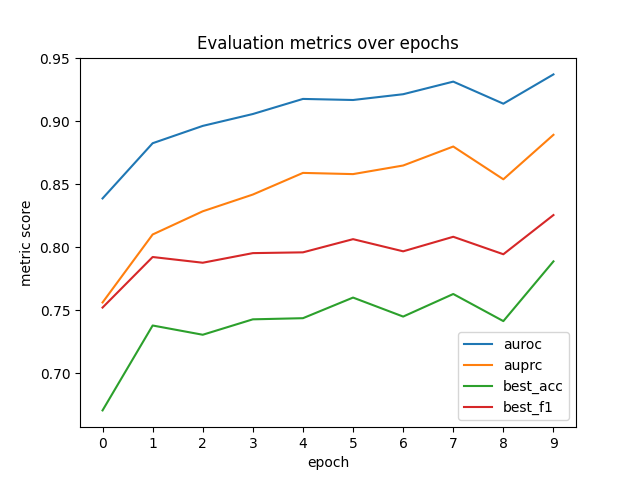 Evaluation metrics over epochs
0.95
0.90
0.85
0.80
0.75
0.70
metric score
0 1 2 3 4 5 6 7 8 9
epoch
auroc
auprc
best_acc
best_f1